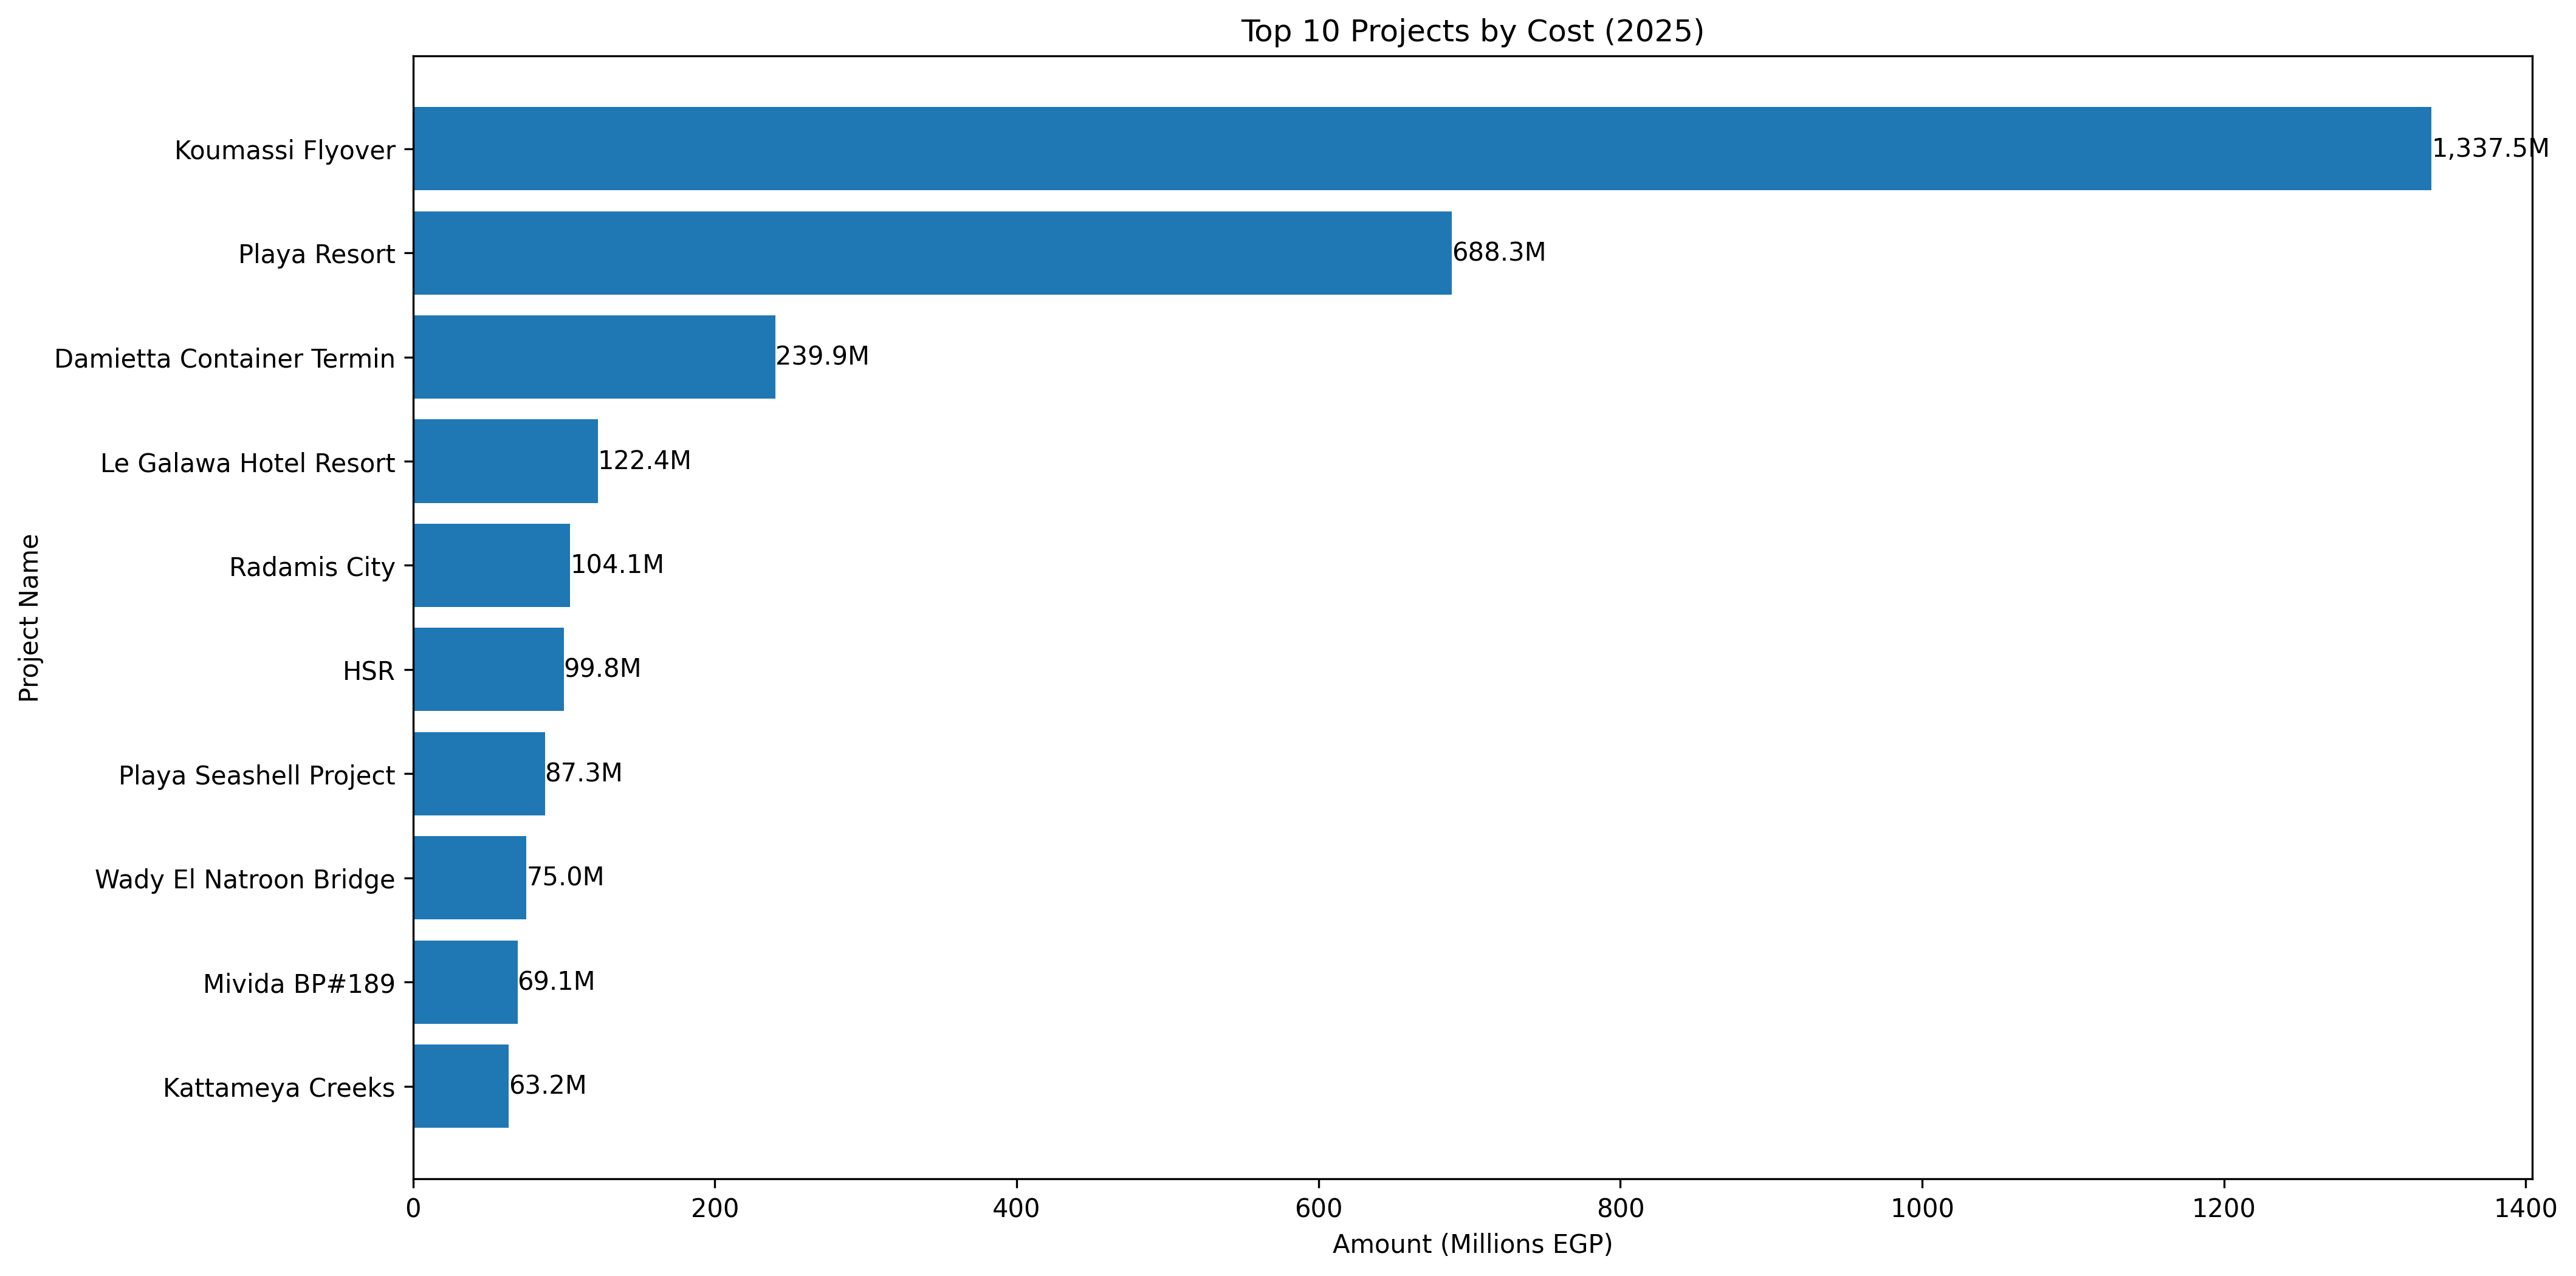 Top 10 Projects by Cost (2025)
Project Name
Koumassi Flyover 1,337.5M
Playa Resort 688.3M
Damietta Container Termin 239.9M
Le Galawa Hotel Resort 122.4M
Radamis City 104.1M
HSR 99.8M
Playa Seashell Project 87.3M
Wady El Natroon Bridge 75.0M
Mivida BP#189 69.1M
Kattameya Creeks 63.2M
0 200 400 600 800 1000 1200 1400
Amount (Millions EGP)